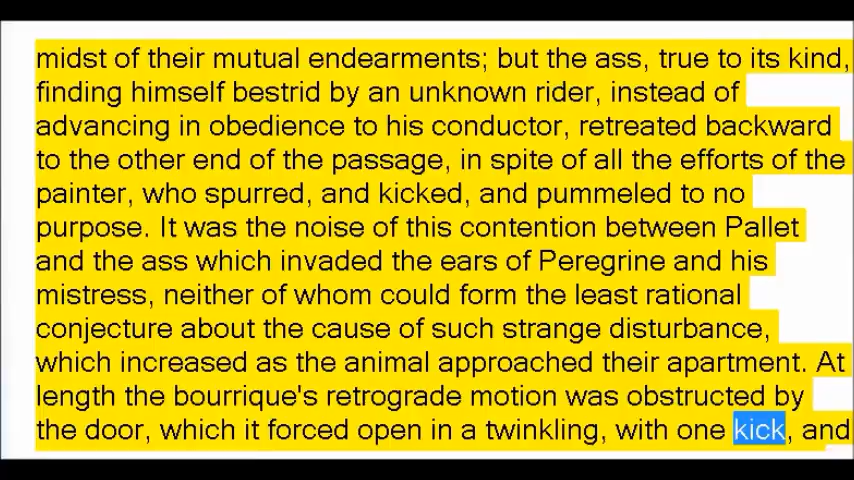 midst of their mutual endearments; but the ass, true to its kind,
finding himself bestrid by an unknown rider, instead of
advancing in obedience to his conductor, retreated backward
to the other end of the passage, in spite of all the efforts of the
painter, who spurred, and kicked, and pummeled to no
purpose. It was the noise of this contention between Pallet
and the ass which invaded the ears of Peregrine and his
mistress, neither of whom could form the least rational
conjecture about the cause of such strange disturbance,
which increased as the animal approached their apartment. At
length the bourrique's retrograde motion was obstructed by
the door, which it forced open in a twinkling, with one kick, and